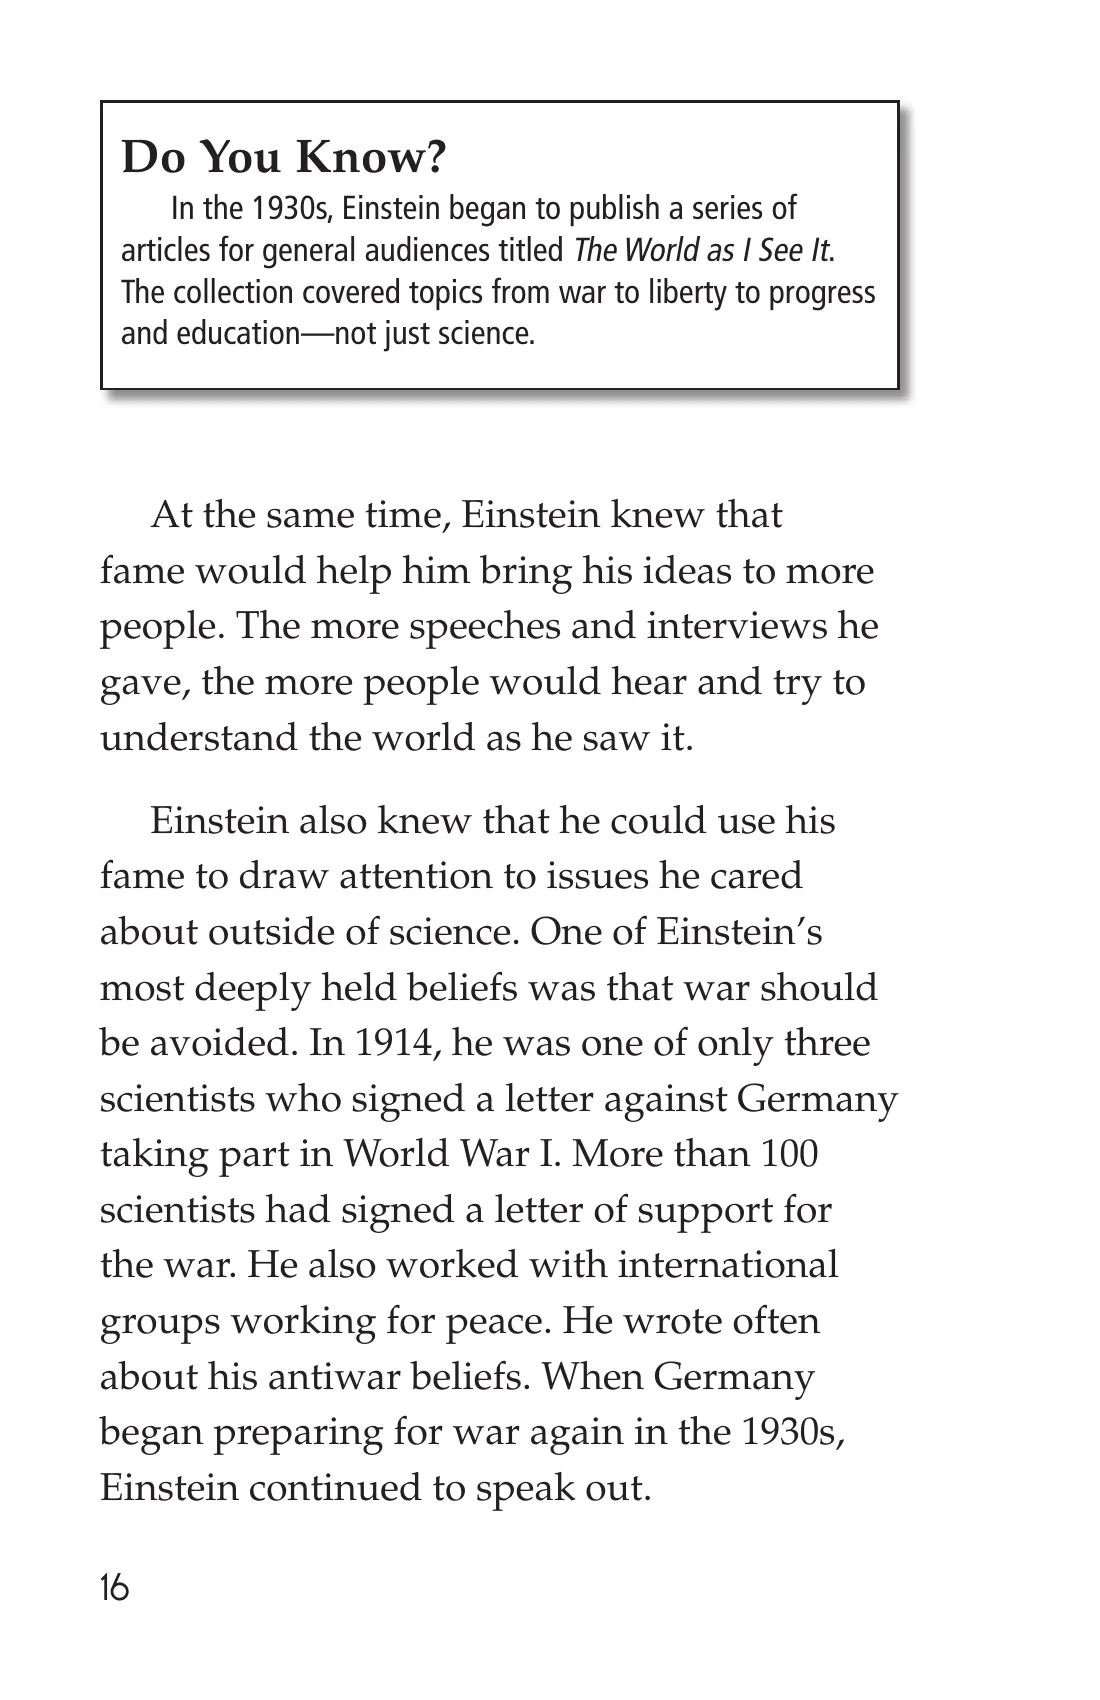 Do You Know?
In the 1930s, Einstein began to publish a series of
articles for general audiences titled The World as I See It.
The collection covered topics from war to liberty to progress
and education—not just science.
At the same time, Einstein knew that
fame would help him bring his ideas to more
people. The more speeches and interviews he
gave, the more people would hear and try to
understand the world as he saw it.
Einstein also knew that he could use his
fame to draw attention to issues he cared
about outside of science. One of Einstein’s
most deeply held beliefs was that war should
be avoided. In 1914, he was one of only three
scientists who signed a letter against Germany
taking part in World War I. More than 100
scientists had signed a letter of support for
the war. He also worked with international
groups working for peace. He wrote often
about his antiwar beliefs. When Germany
began preparing for war again in the 1930s,
Einstein continued to speak out.
16